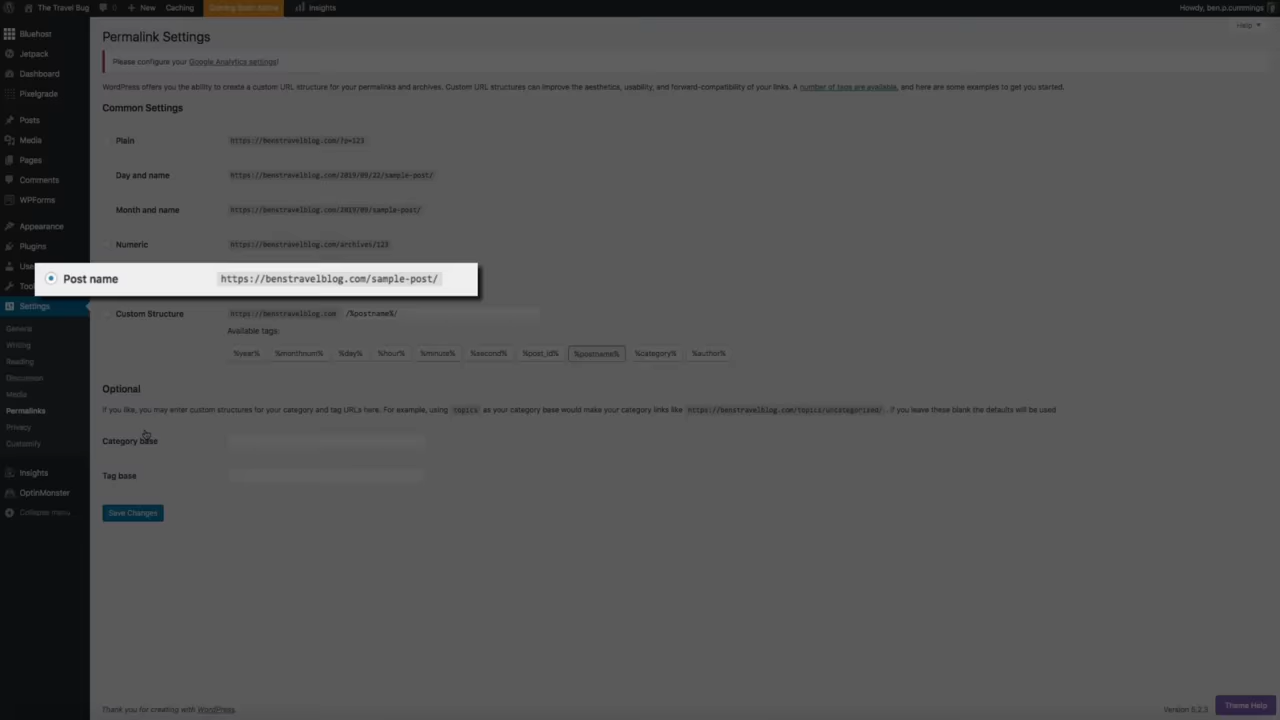 The Travel Bug 0 + New Caching Coming Soon Active Insights Howdy, ben.p.cummings
Help
Bluehost
Jetpack
Dashboard
Pixelgrade
Posts
Media
Pages
Comments
WPForms
Appearance
Plugins
Settings
General
Writing
Reading
Discussion
Media
Permalinks
Privacy
Customify
Insights
OptinMonster
Collapse menu
Permalink Settings
Please configure your Google Analytics settings!
WordPress offers you the ability to create a custom URL structure for your permalinks and archives. Custom URL structures can improve the aesthetics, usability, and forward-compatibility of your links. A number of tags are available, and here are some examples to get you started.
Common Settings
Plain https://benstravelblog.com/?p=123
Day and name https://benstravelblog.com/2019/09/22/sample-post/
Month and name https://benstravelblog.com/2019/09/sample-post/
Numeric https://benstravelblog.com/archives/123
Post name https://benstravelblog.com/sample-post/
Custom Structure https://benstravelblog.com /%postname%/
Available tags:
%year% %monthnum% %day% %hour% %minute% %second% %post_id% %postname% %category% %author%
Optional
If you like, you may enter custom structures for your category and tag URLs here. For example, using topics as your category base would make your category links like https://benstravelblog.com/topics/uncategorized/. If you leave these blank the defaults will be used
Category base
Tag base
Save Changes
Thank you for creating with WordPress.
Version 5.2.3
Theme Help